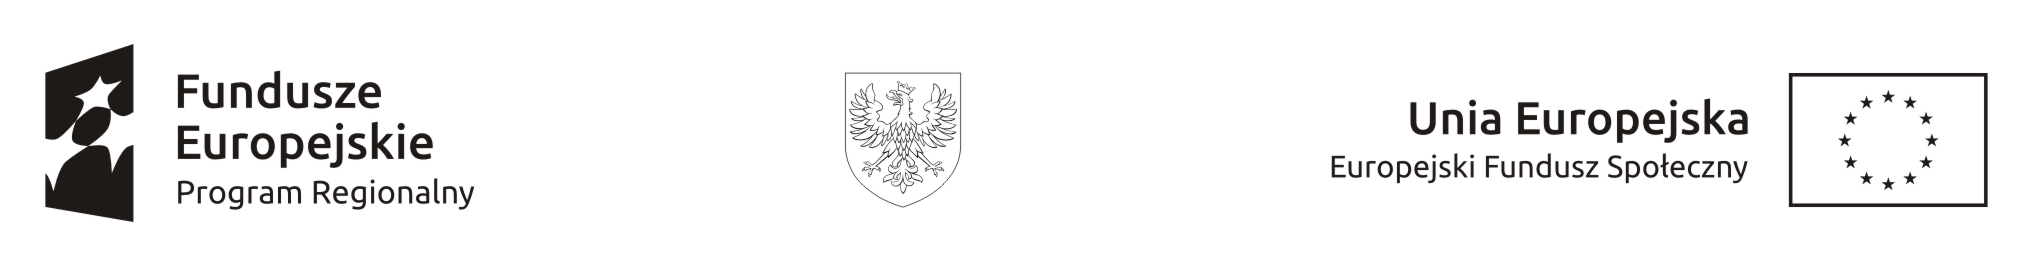 Fundusze
Europejskie
Program Regionalny
Unia Europejska
Europejski Fundusz Społeczny